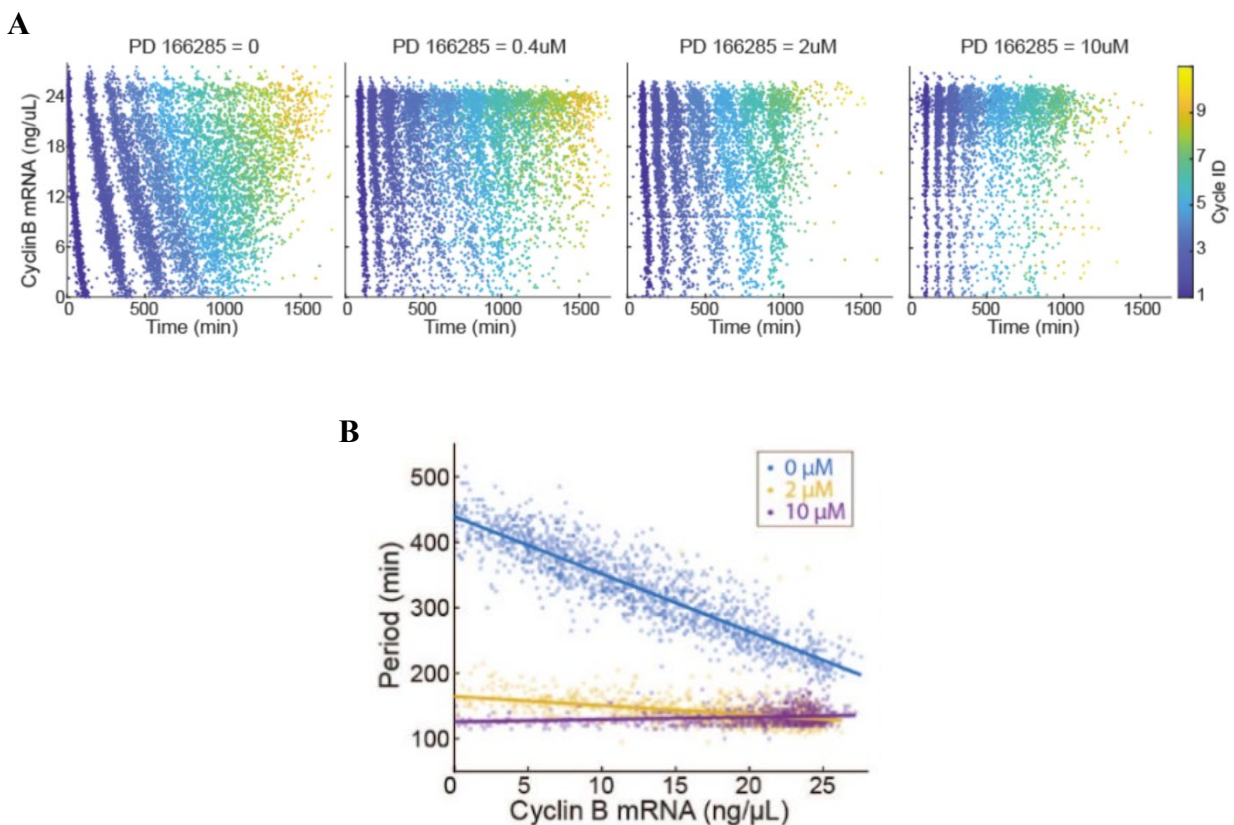 A
PD 166285 = 0
PD 166285 = 0.4uM
PD 166285 = 2uM
PD 166285 = 10uM
CyclinB mRNA (ng/uL)
24
18
12
6
0
0 500 1000 1500
0 500 1000 1500
0 500 1000 1500
0 500 1000 1500
Time (min)
Time (min)
Time (min)
Time (min)
9
7
5
3
1
Cycle ID
B
0 µM
2 µM
10 µM
Period (min)
500
400
300
200
100
0 5 10 15 20 25
Cyclin B mRNA (ng/µL)